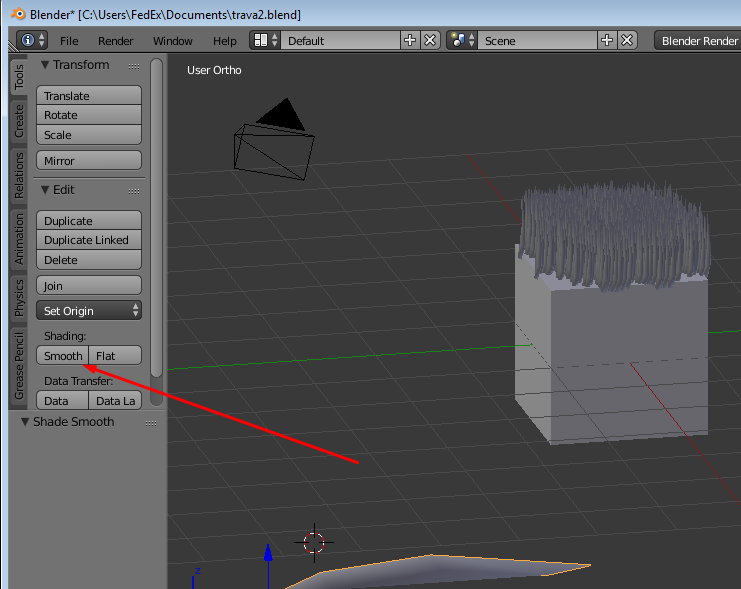 Blender* [C:\Users\FedEx\Documents\trava2.blend]
File Render Window Help Default Scene Blender Render
Tools
Create
Relations
Animation
Physics
Grease Pencil
Transform
Translate
Rotate
Scale
Mirror
Edit
Duplicate
Duplicate Linked
Delete
Join
Set Origin
Shading:
Smooth Flat
Data Transfer:
Data Data La
Shade Smooth
User Ortho
z